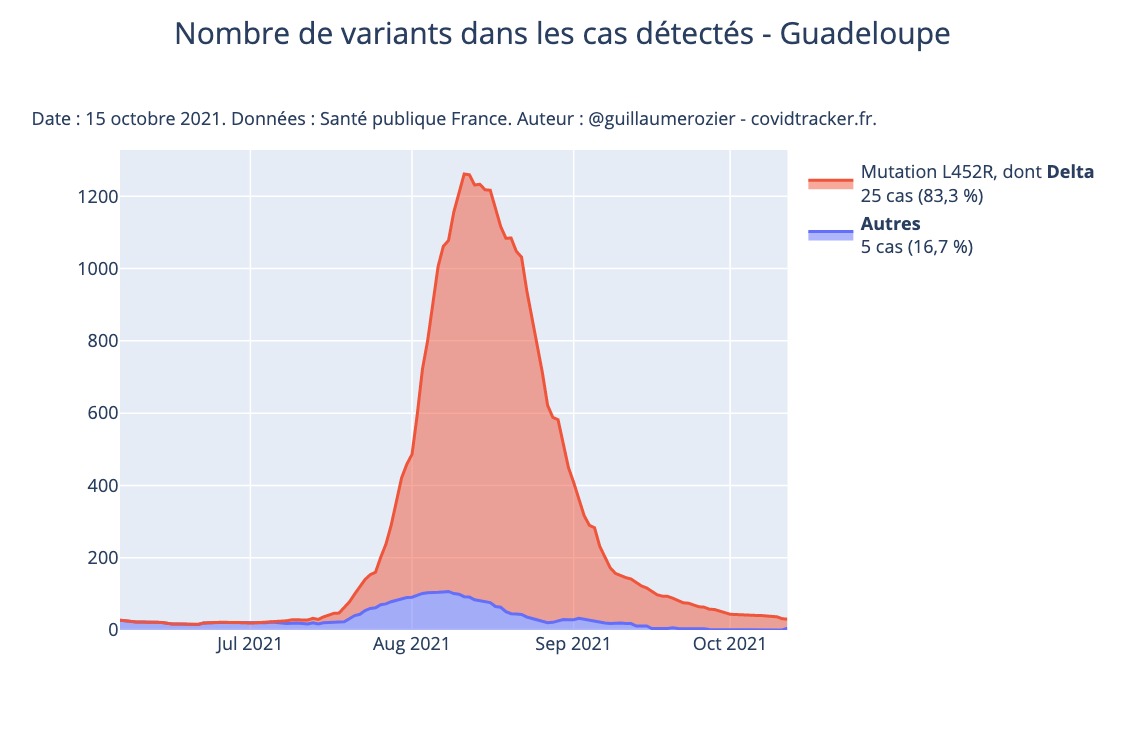 Nombre de variants dans les cas détectés - Guadeloupe
Date : 15 octobre 2021. Données : Santé publique France. Auteur : @guillaumerozier - covidtracker.fr.
Mutation L452R, dont Delta
25 cas (83,3 %)
Autres
5 cas (16,7 %)
1200
1000
800
600
400
200
0
Jul 2021
Aug 2021
Sep 2021
Oct 2021